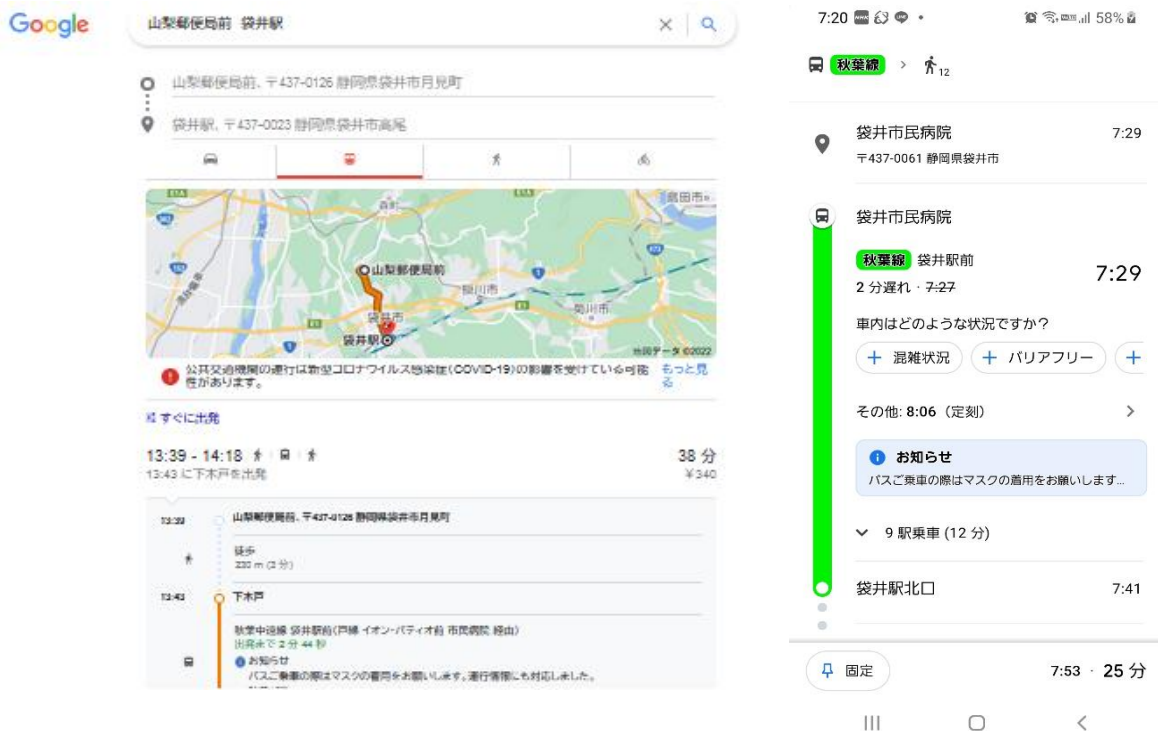 Google
山梨郵便局前 袋井駅
山梨郵便局前、〒437-0126 静岡県袋井市月見町
袋井駅、〒437-0023 静岡県袋井市高尾
島田市
森町
山梨郵便局前
掛川市
菊川市
袋井市
袋井駅
地図データ ©2022
公共交通機関の運行は新型コロナウイルス感染症(COVID-19)の影響を受けている可能性があります。
もっと見る
すぐに出発
13:39 - 14:18
38 分
13:43 に下木戸を出発
¥340
13:39
山梨郵便局前、〒437-0126 静岡県袋井市月見町
徒歩
230 m (3 分)
13:43
下木戸
秋葉中遠線 袋井駅前(戸綿 イオン・パティオ前 市民病院 経由)
出発まで 2 分 44 秒
お知らせ
バスご乗車の際はマスクの着用をお願いします。運行情報にも対応しました。
7:20
58%
秋葉線 > 12
袋井市民病院 7:29
〒437-0061 静岡県袋井市
袋井市民病院
秋葉線 袋井駅前
7:29
2 分遅れ · 7:27
車内はどのような状況ですか？
+ 混雑状況 + バリアフリー +
その他: 8:06（定刻） >
お知らせ
バスご乗車の際はマスクの着用をお願いします...
9 駅乗車 (12 分)
袋井駅北口 7:41
固定 7:53 · 25 分